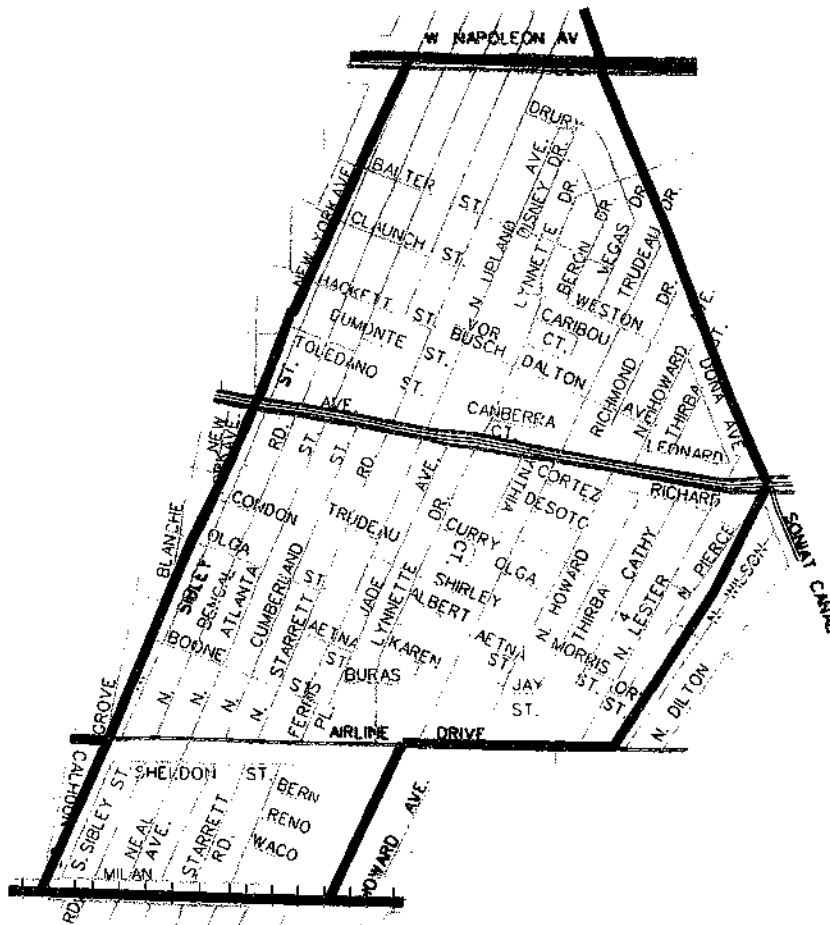 W NAPOLEON AV
DRURY
BALTER ST.
CLAUNCH ST.
HACKETT ST.
DUMONTE ST.
TOLEDANO ST.
NEW YORK AVE.
N UPLAND AVE.
DISNEY DR.
LYNNETTE DR.
BERON DR
VEGAS DR.
TRUDEAU DR.
WESTON
CARIBOU CT.
VOR
BUSCH
DALTON
RICHMOND DR.
N. HOWARD AVE.
THIRBA ST.
DONA AVE
AV
LEONARD
ST.
AVE.
CANBERRA CT.
RICHARD
SONIAT CANAL
NEW
RD.
ST.
ST.
RD.
AVE.
CORTEZ
DESOTO
CONDON
TRUDEAU
DR.
CURRY CT.
OLGA
OLGA
SHIRLEY
ALBERT
BLANCHE
SIBLEY
BENGAL
ATLANTA
CUMBERLAND
ST.
STARRETT
AETNA ST.
JADE
LYNNETTE
KAREN
AETNA ST.
BOONE
BURAS
N. HOWARD
THIRBA
CATHY
N. LESTER
4
N. PIERCE
WILSON
MORRIS ST.
JAY ST.
ST
N DILTON
N.
N.
N.
N.
S
FERRIS PL.
GROVE
AIRLINE DRIVE
CALHOUN
SHELDON ST.
BERN
RENO
WACO
S. SIBLEY ST.
NEAL AVE.
STARRETT RD.
MILAN
HOWARD AVE.
RD.